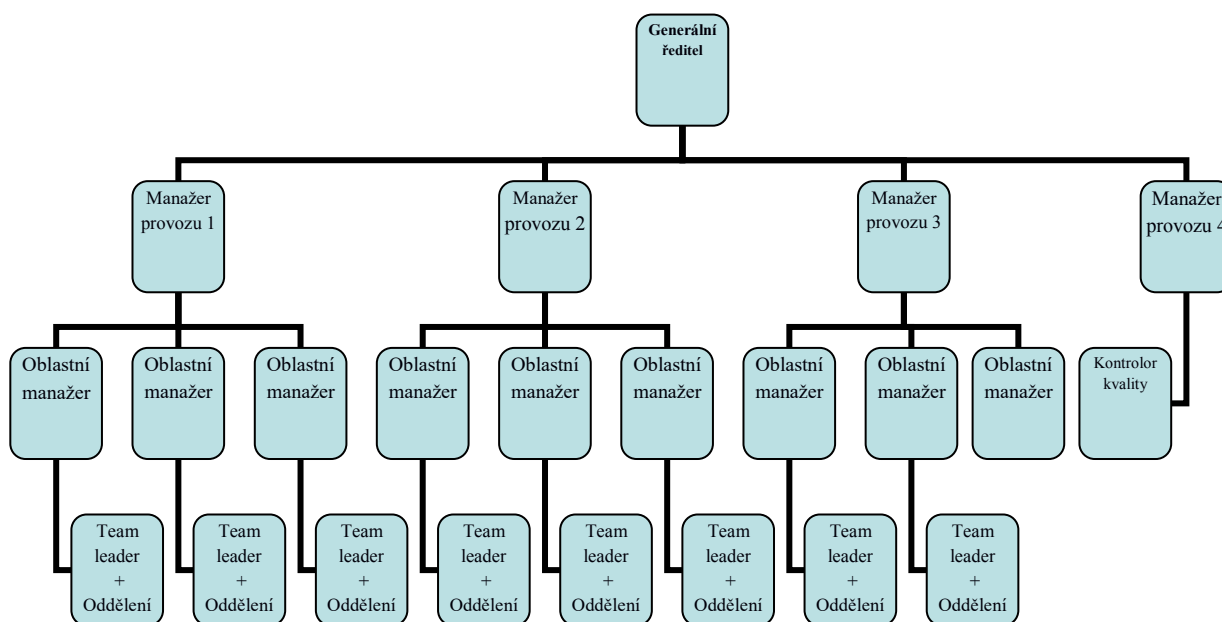 Generální
ředitel
Manažer
provozu 1
Manažer
provozu 2
Manažer
provozu 3
Manažer
provozu 4
Oblastní
manažer
Oblastní
manažer
Oblastní
manažer
Oblastní
manažer
Oblastní
manažer
Oblastní
manažer
Oblastní
manažer
Oblastní
manažer
Oblastní
manažer
Kontrolor
kvality
Team
leader
+
Oddělení
Team
leader
+
Oddělení
Team
leader
+
Oddělení
Team
leader
+
Oddělení
Team
leader
+
Oddělení
Team
leader
+
Oddělení
Team
leader
+
Oddělení
Team
leader
+
Oddělení